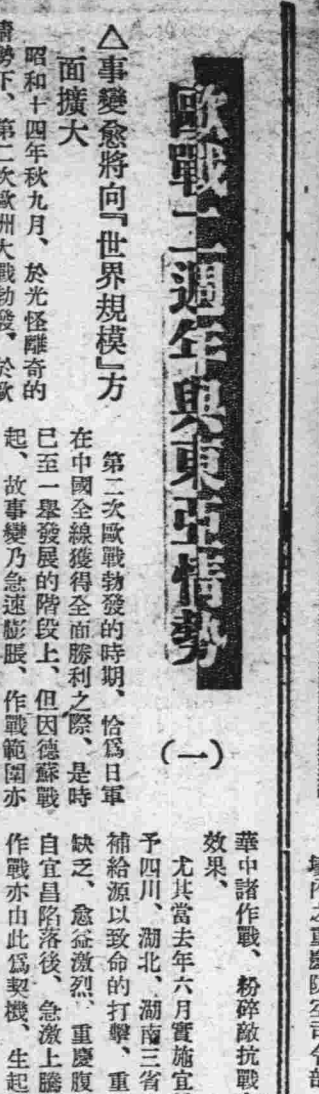 歐戰二週年與東亞情勢
(一)
△事變愈將向『世界規模』方
面擴大
昭和十四年秋九月、於光怪離奇的
勢下、第二次歐洲大戰勃發、於歐
第二次歐戰勃發的時期、恰爲日軍
在中國全線獲得全面勝利之際、是時
已至一舉發展的階段上、但因德蘇戰
起、故事變乃急速膨脹、作戰範圍亦
華中諸作戰、粉碎敵抗戰
效果、
尤其當去年六月實施宜
予四川、湖北、湖南三省
補給源以致命的打擊、重
缺乏、愈益激烈、重慶腹
自宜昌陷落後、急激上騰
作戰亦由此爲契機、生起